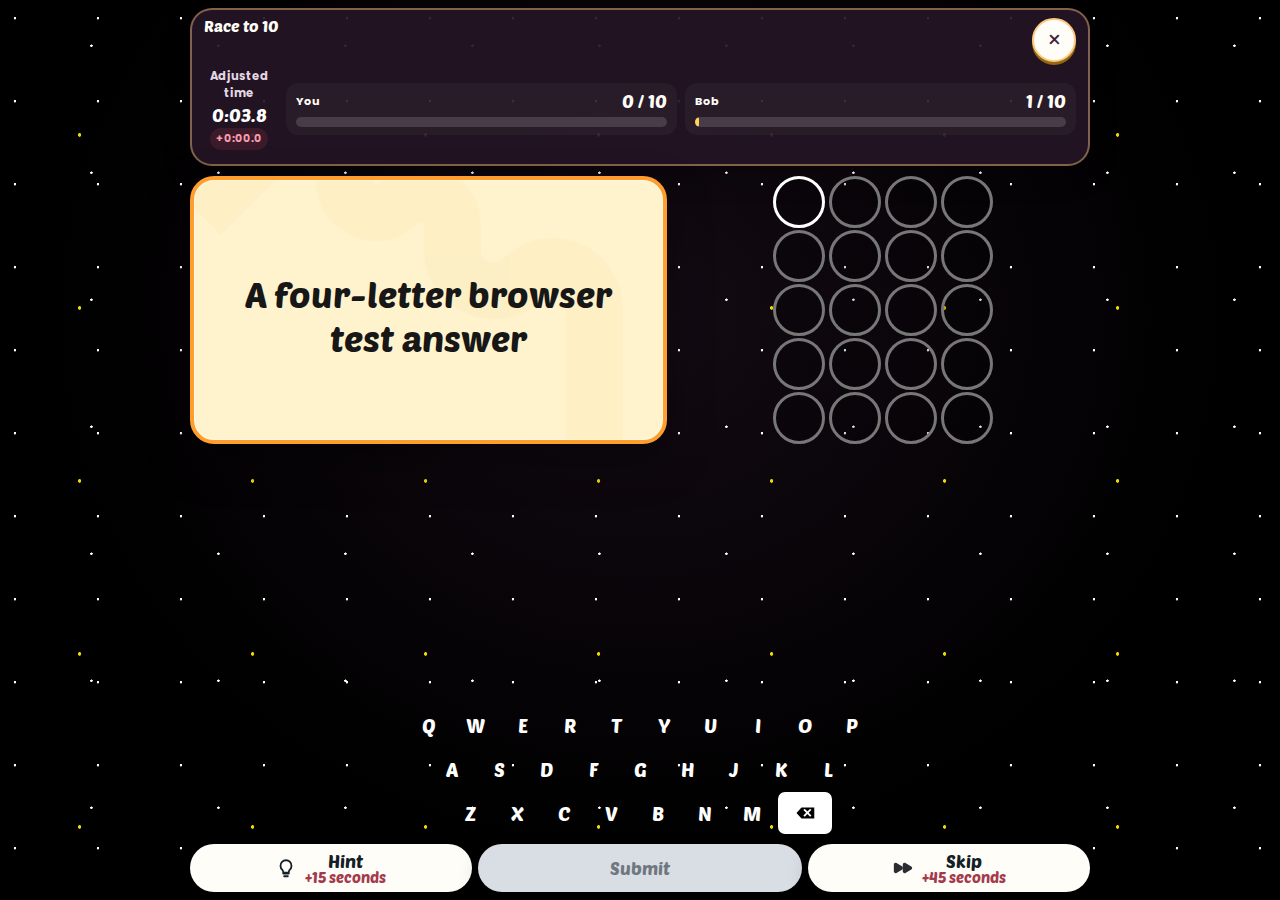 Race to 10
✕
Adjusted
time
0:03.8
+0:00.0
You
0 / 10
Bob
1 / 10
A four-letter browser
test answer
Q W E R T Y U I O P
A S D F G H J K L
Z X C V B N M
Hint
+15 seconds
Submit
Skip
+45 seconds